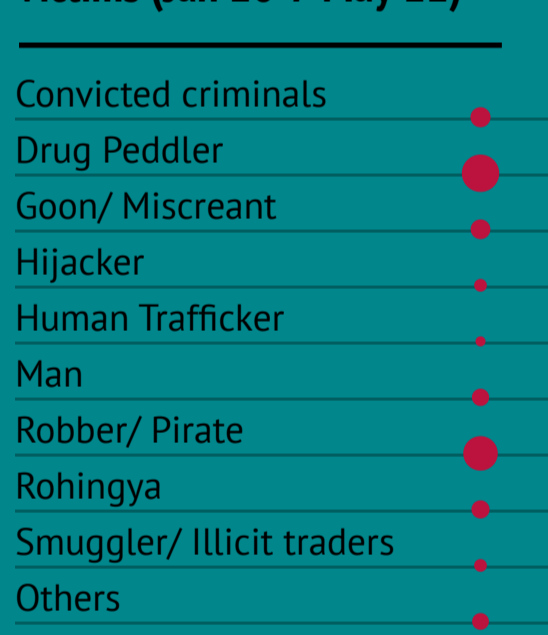 Convicted criminals
Drug Peddler
Goon/ Miscreant
Hijacker
Human Trafficker
Man
Robber/ Pirate
Rohingya
Smuggler/ Illicit traders
Others